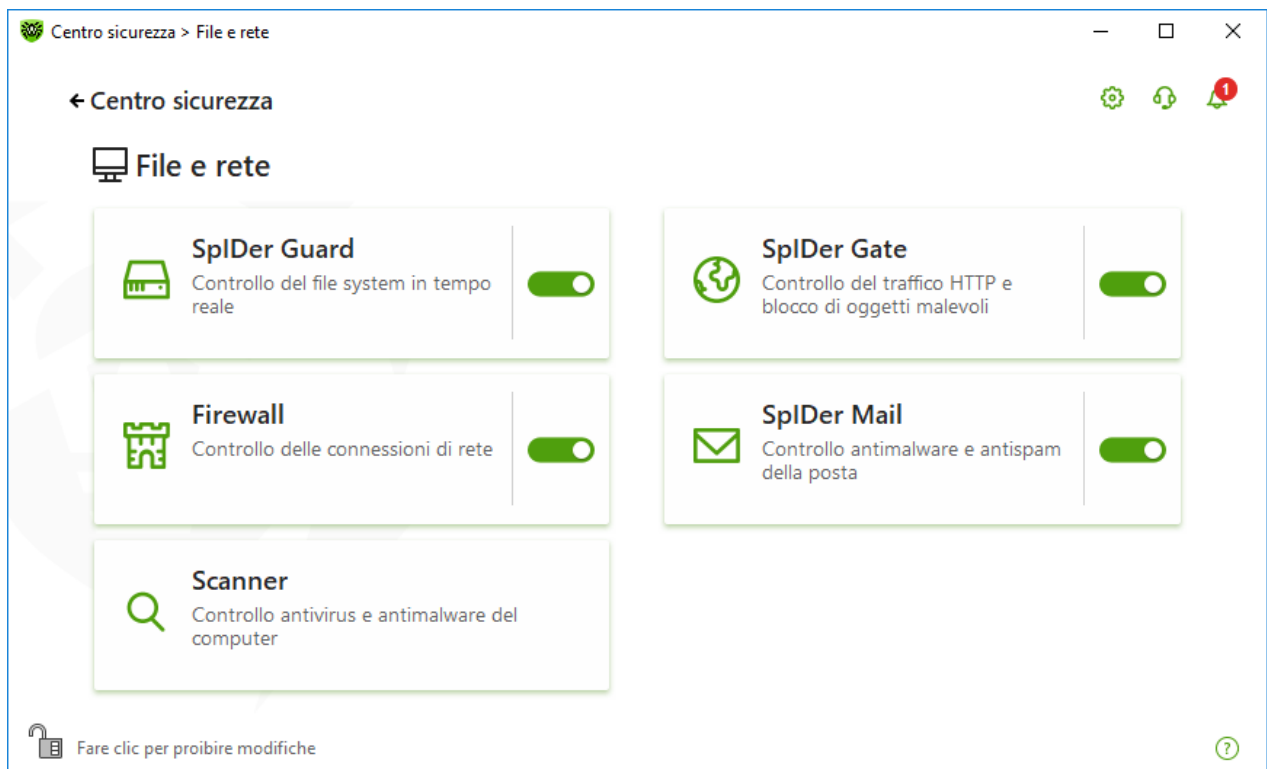 Centro sicurezza > File e rete
Centro sicurezza
1
File e rete
SpIDer Guard
Controllo del file system in tempo
reale
SpIDer Gate
Controllo del traffico HTTP e
blocco di oggetti malevoli
Firewall
Controllo delle connessioni di rete
SpIDer Mail
Controllo antimalware e antispam
della posta
Scanner
Controllo antivirus e antimalware del
computer
Fare clic per proibire modifiche
?